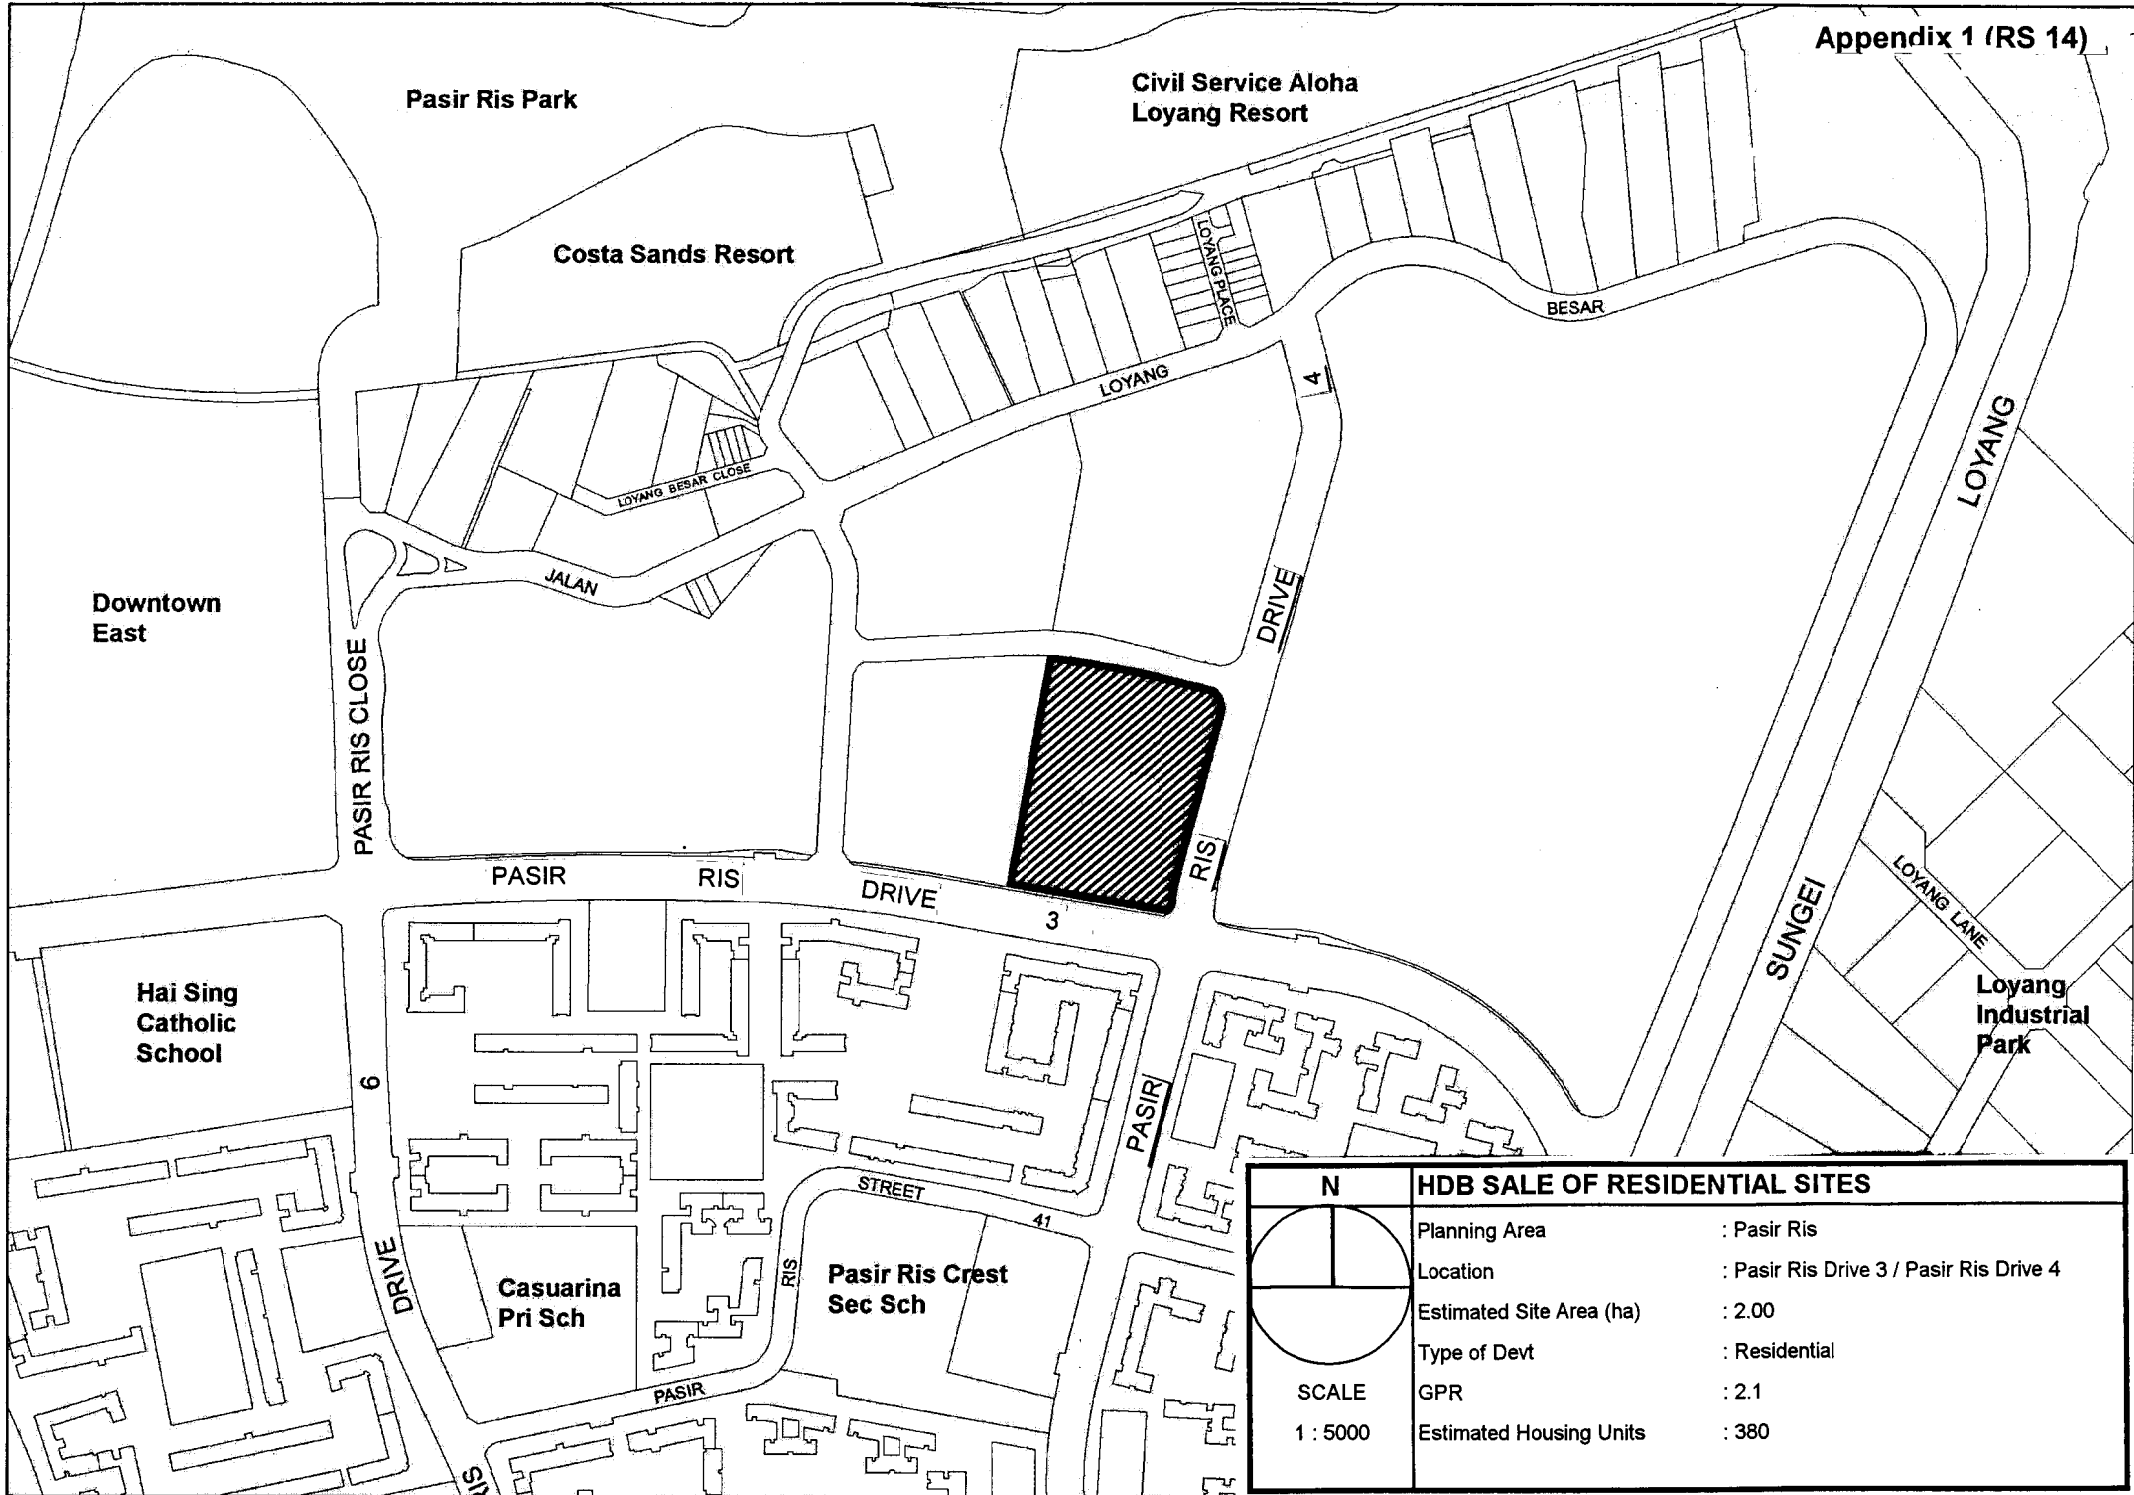 Appendix 1 (RS 14)
Pasir Ris Park
Civil Service Aloha
Loyang Resort
Costa Sands Resort
LOYANG PLACE
BESAR
LOYANG
4
LOYANG
LOYANG BESAR CLOSE
JALAN
DRIVE
Downtown
East
PASIR RIS CLOSE
RIS
PASIR
RIS
DRIVE
3
LOYANG LANE
SUNGEI
Hai Sing
Catholic
School
Loyang
Industrial
Park
6
PASIR
STREET
41
DRIVE
RIS
Casuarina
Pri Sch
Pasir Ris Crest
Sec Sch
PASIR
N
HDB SALE OF RESIDENTIAL SITES
Planning Area : Pasir Ris
Location : Pasir Ris Drive 3 / Pasir Ris Drive 4
Estimated Site Area (ha) : 2.00
Type of Devt : Residential
SCALE
GPR : 2.1
1 : 5000
Estimated Housing Units : 380